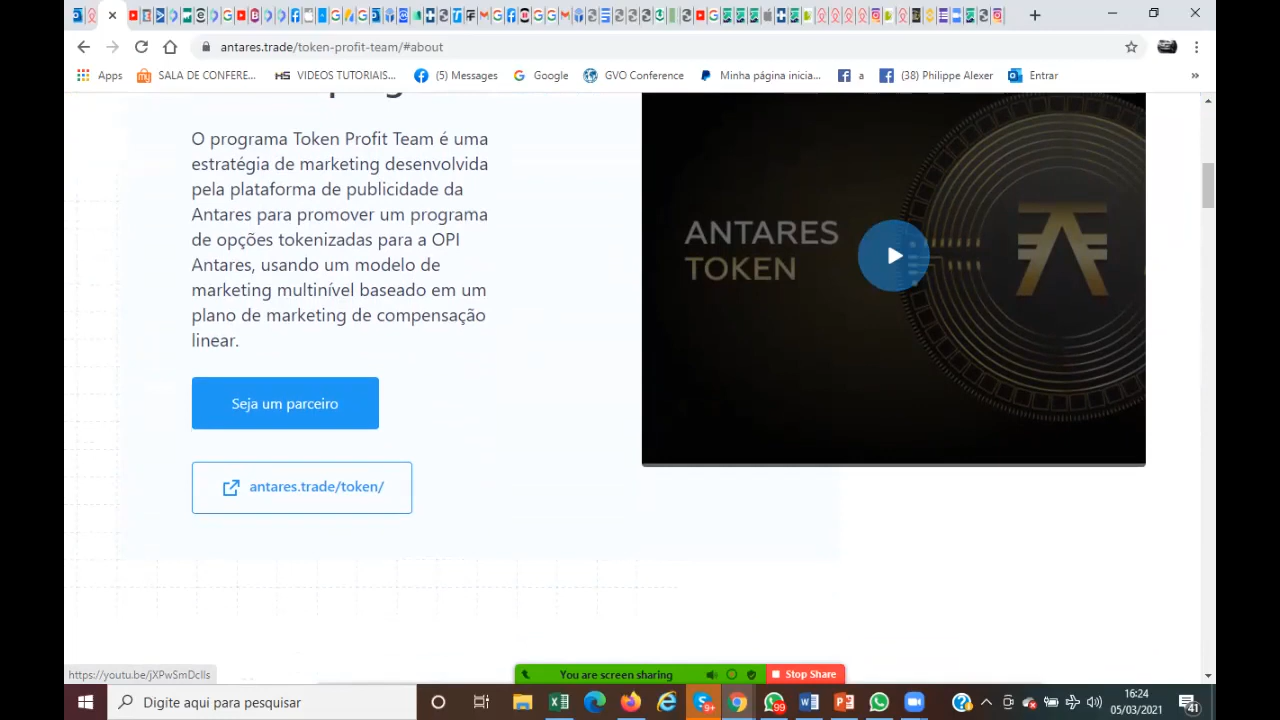 antares.trade/token-profit-team/#about
Apps
SALA DE CONFERE...
VIDEOS TUTORIAIS...
(5) Messages
Google
GVO Conference
Minha página inicia...
a
(38) Philippe Alexer
Entrar
»
O programa Token Profit Team é uma
estratégia de marketing desenvolvida
pela plataforma de publicidade da
Antares para promover um programa
de opções tokenizadas para a OPI
Antares, usando um modelo de
marketing multinível baseado em um
plano de marketing de compensação
linear.
Seja um parceiro
antares.trade/token/
ANTARES
TOKEN
You are screen sharing
Stop Share
Digite aqui para pesquisar
9+
99
16:24
05/03/2021
41